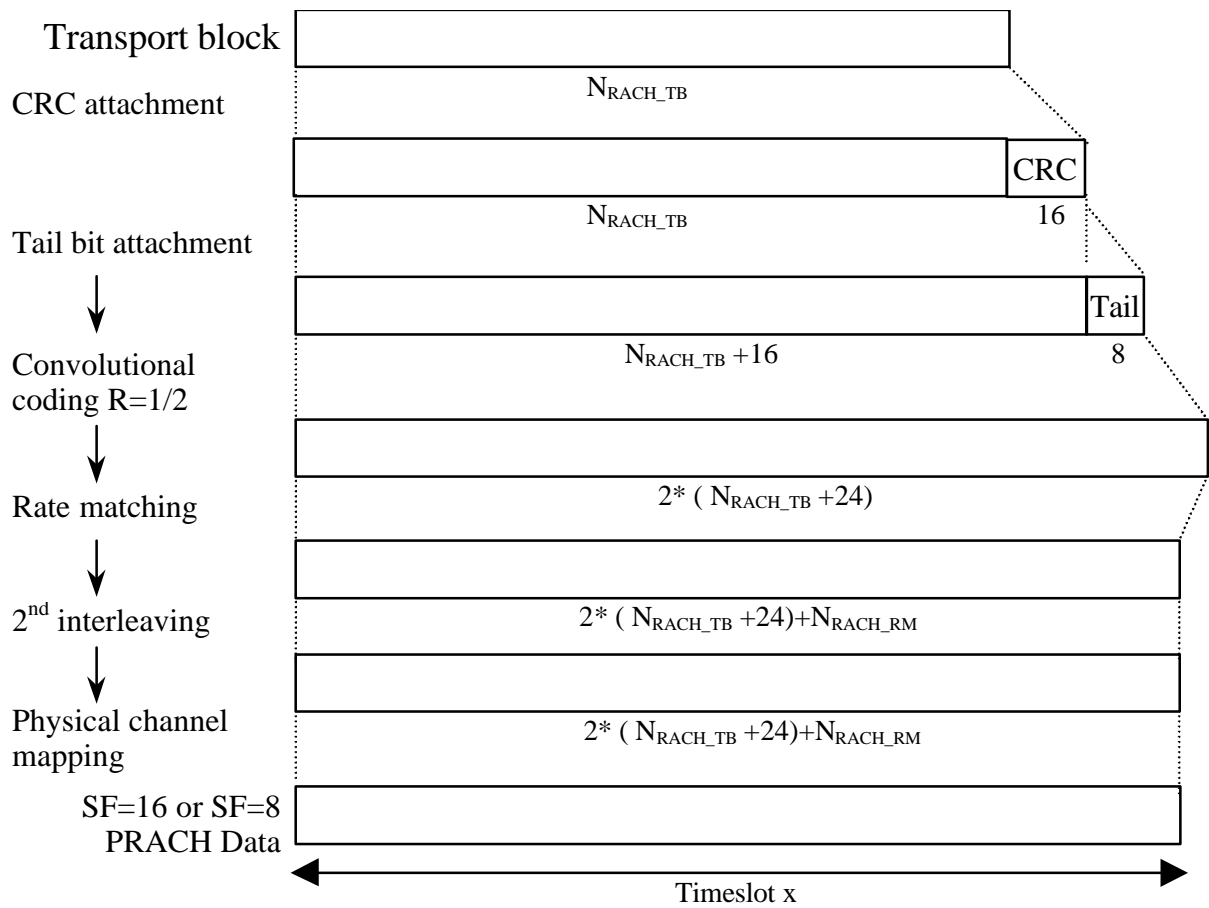 Transport block
N_RACH_TB
CRC attachment
CRC
N_RACH_TB
16
Tail bit attachment
Tail
N_RACH_TB +16
8
Convolutional
coding R=1/2
2* ( N_RACH_TB +24)
Rate matching
2* ( N_RACH_TB +24)+N_RACH_RM
2nd interleaving
2* ( N_RACH_TB +24)+N_RACH_RM
Physical channel
mapping
SF=16 or SF=8
PRACH Data
Timeslot x